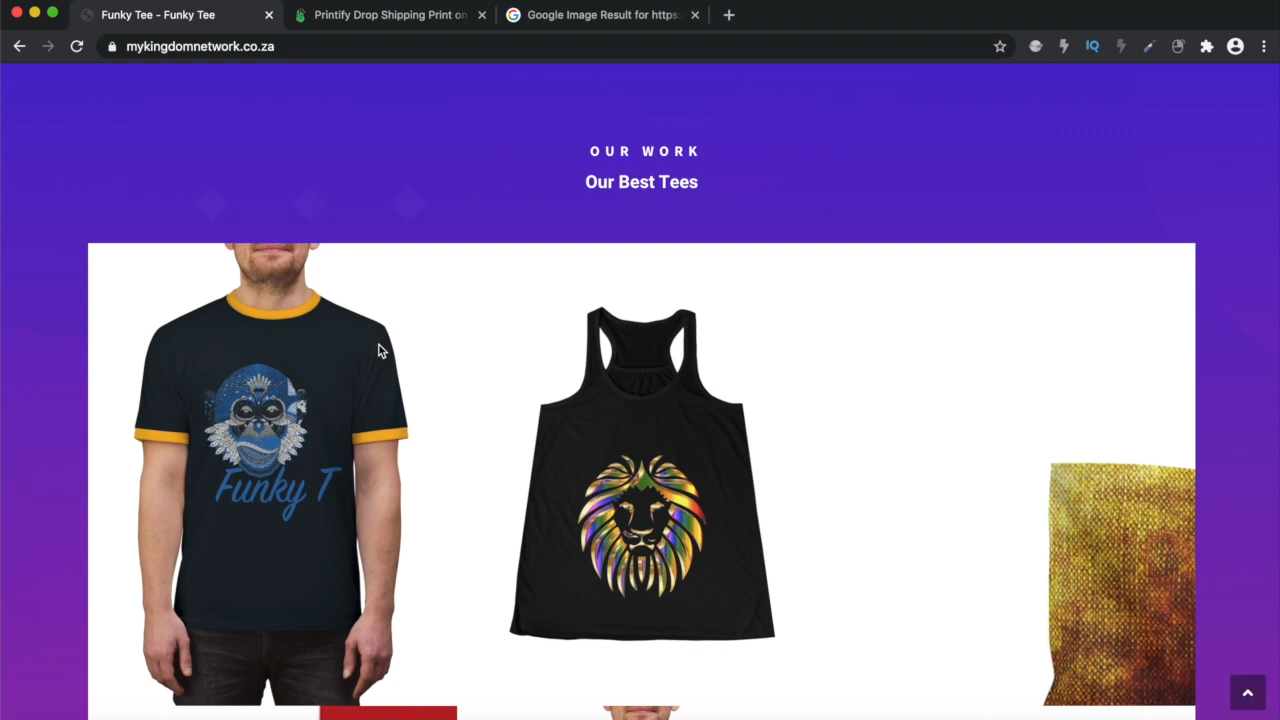 Funky Tee - Funky Tee
Printify Drop Shipping Print on
Google Image Result for https:
mykingdomnetwork.co.za
IQ
OUR WORK
Our Best Tees
Funky T